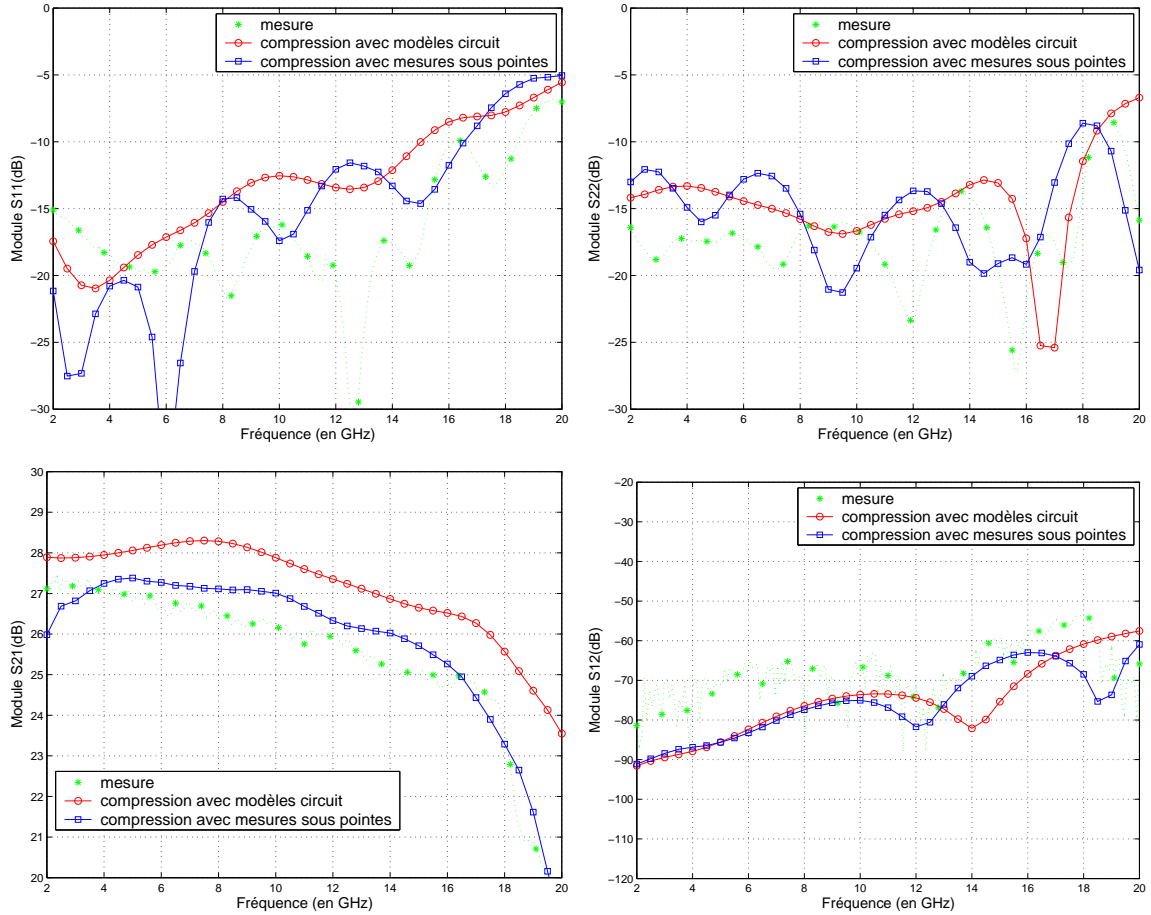 mesure
compression avec modèles circuit
compression avec mesures sous pointes
0
−5
−10
−15
−20
−25
−30
Module S11(dB)
2 4 6 8 10 12 14 16 18 20
Fréquence (en GHz)
mesure
compression avec modèles circuit
compression avec mesures sous pointes
0
−5
−10
−15
−20
−25
−30
Module S22(dB)
2 4 6 8 10 12 14 16 18 20
Fréquence (en GHz)
30
29
28
27
26
25
24
23
22
21
20
Module S21(dB)
mesure
compression avec modèles circuit
compression avec mesures sous pointes
2 4 6 8 10 12 14 16 18 20
Fréquence (en GHz)
mesure
compression avec modèles circuit
compression avec mesures sous pointes
−20
−30
−40
−50
−60
−70
−80
−90
−100
−110
−120
Module S12(dB)
2 4 6 8 10 12 14 16 18 20
Fréquence (en GHz)